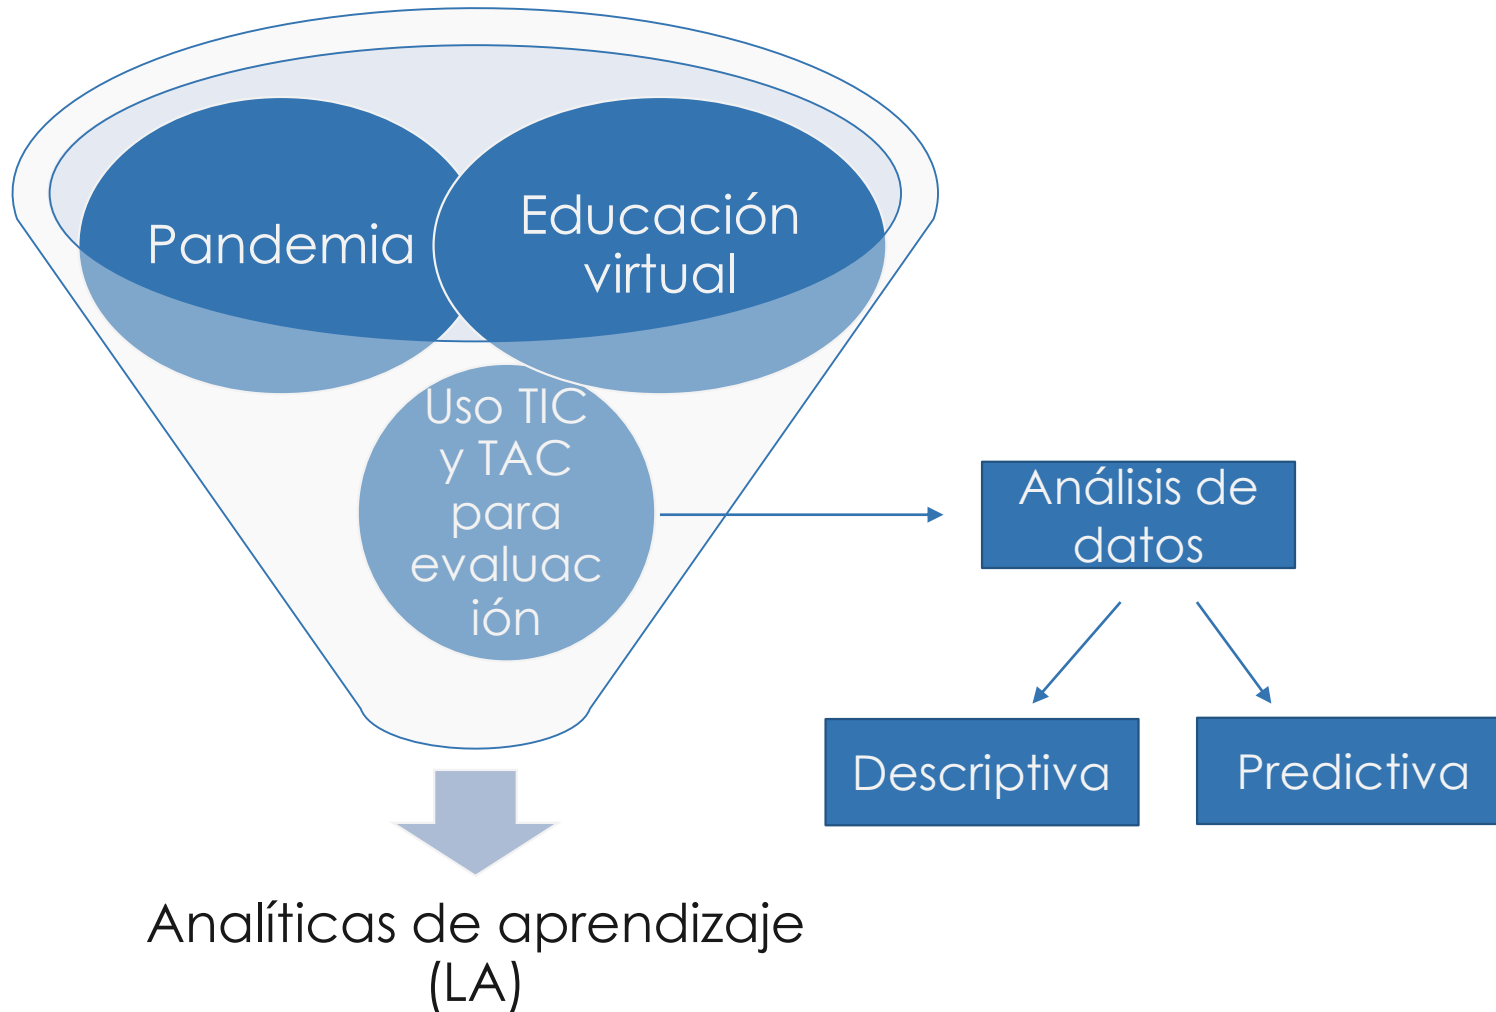 Pandemia
Educación
virtual
Uso TIC
y TAC
para
evaluac
ión
Análisis de
datos
Descriptiva
Predictiva
Analíticas de aprendizaje
(LA)